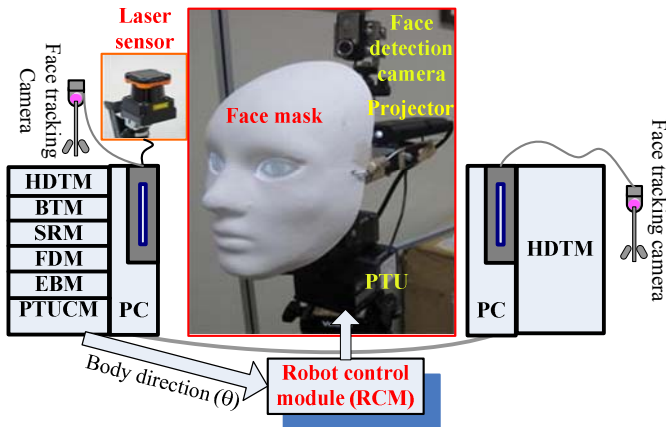 Laser
sensor
Face tracking
Camera
Face
detection
camera
Projector
Face mask
PTU
HDTM
BTM
SRM
FDM
EBM
PTUCM
PC
PC
HDTM
Face tracking camera
Body direction (θ)
Robot control
module (RCM)